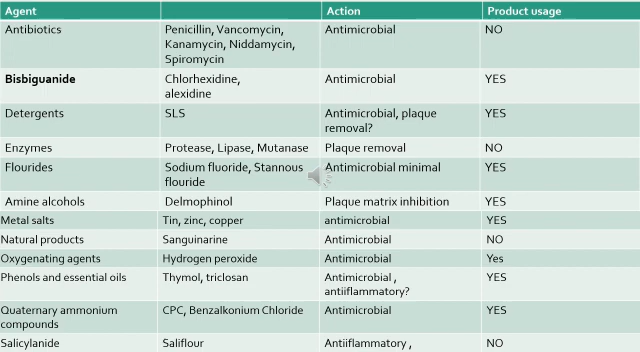 Agent Action Product usage
Antibiotics Penicillin, Vancomycin, Antimicrobial NO
Kanamycin, Niddamycin,
Spiromycin
Bisbiguanide Chlorhexidine, Antimicrobial YES
alexidine
Detergents SLS Antimicrobial, plaque YES
removal?
Enzymes Protease, Lipase, Mutanase Plaque removal NO
Flourides Sodium fluoride, Stannous Antimicrobial minimal YES
flouride
Amine alcohols Delmophinol Plaque matrix inhibition YES
Metal salts Tin, zinc, copper antimicrobial YES
Natural products Sanguinarine Antimicrobial NO
Oxygenating agents Hydrogen peroxide Antimicrobial Yes
Phenols and essential oils Thymol, triclosan Antimicrobial , YES
antiiflammatory?
Quaternary ammonium CPC, Benzalkonium Chloride Antimicrobial YES
compounds
Salicylanide Saliflour Antiiflammatory , NO